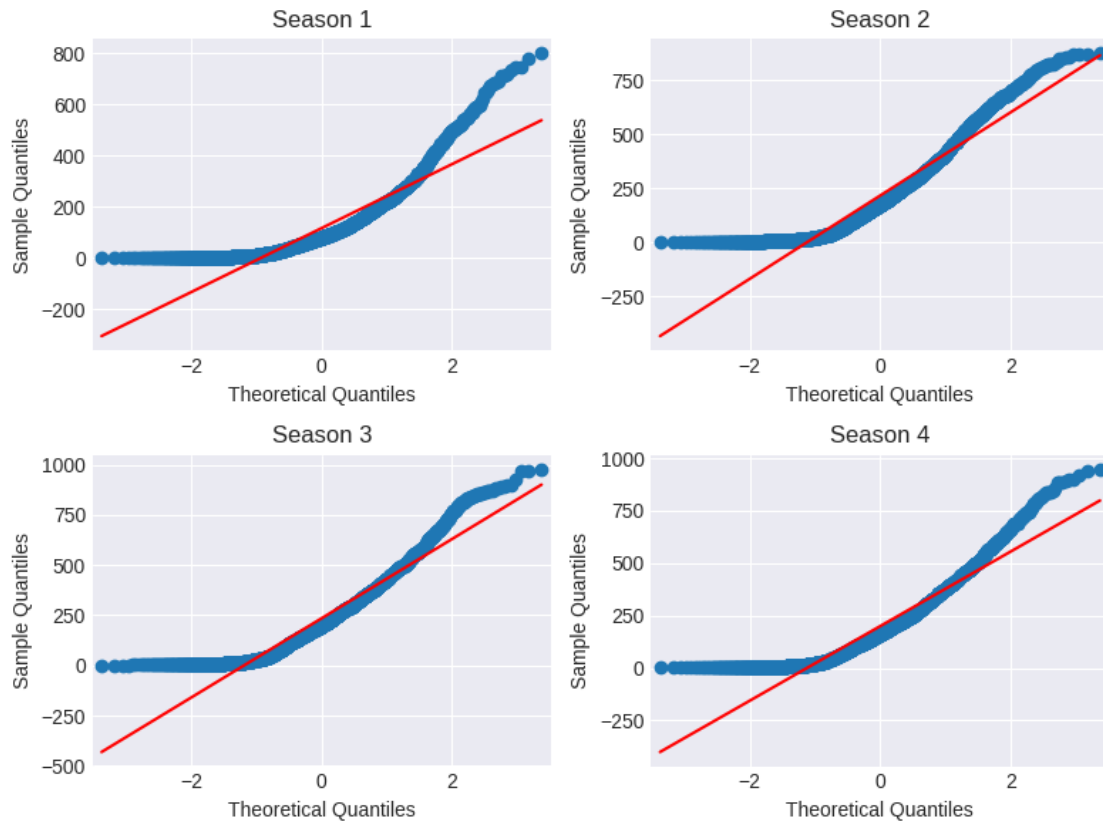 Season 1
800
600
400
200
0
−200
Sample Quantiles
−2 0 2
Theoretical Quantiles
Season 2
750
500
250
0
−250
Sample Quantiles
−2 0 2
Theoretical Quantiles
Season 3
1000
750
500
250
0
−250
−500
Sample Quantiles
−2 0 2
Theoretical Quantiles
Season 4
1000
750
500
250
0
−250
Sample Quantiles
−2 0 2
Theoretical Quantiles